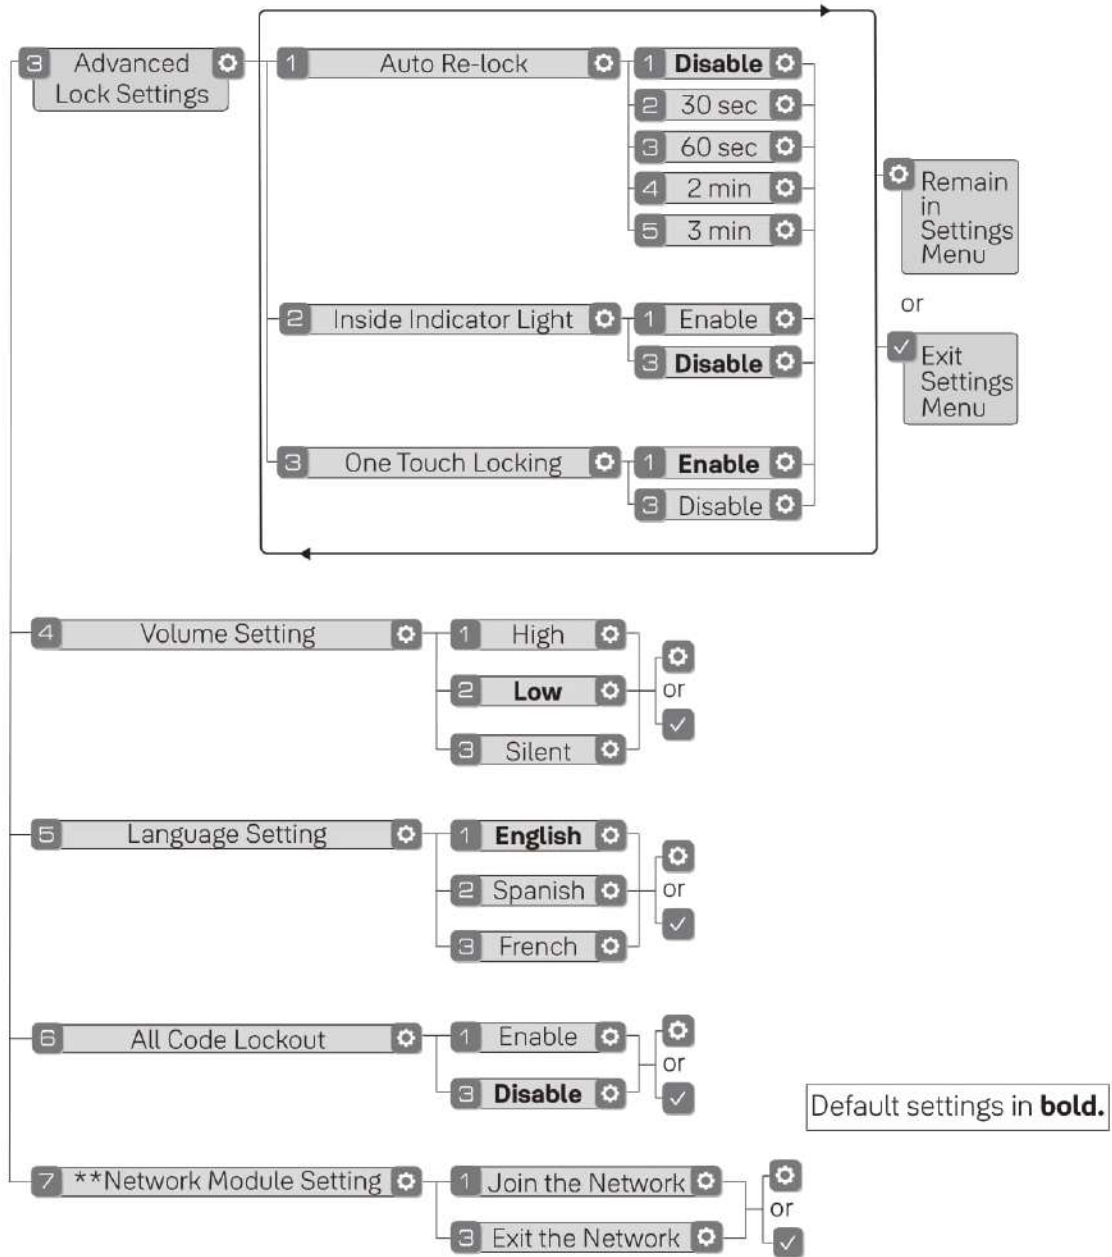 3 Advanced
Lock Settings
1 Auto Re-lock
1 Disable
2 30 sec
3 60 sec
4 2 min
5 3 min
2 Inside Indicator Light
1 Enable
3 Disable
3 One Touch Locking
1 Enable
3 Disable
Remain
in
Settings
Menu
or
Exit
Settings
Menu
4 Volume Setting
1 High
2 Low
3 Silent
or
5 Language Setting
1 English
2 Spanish
3 French
or
6 All Code Lockout
1 Enable
3 Disable
or
Default settings in bold.
7 **Network Module Setting
1 Join the Network
3 Exit the Network
or